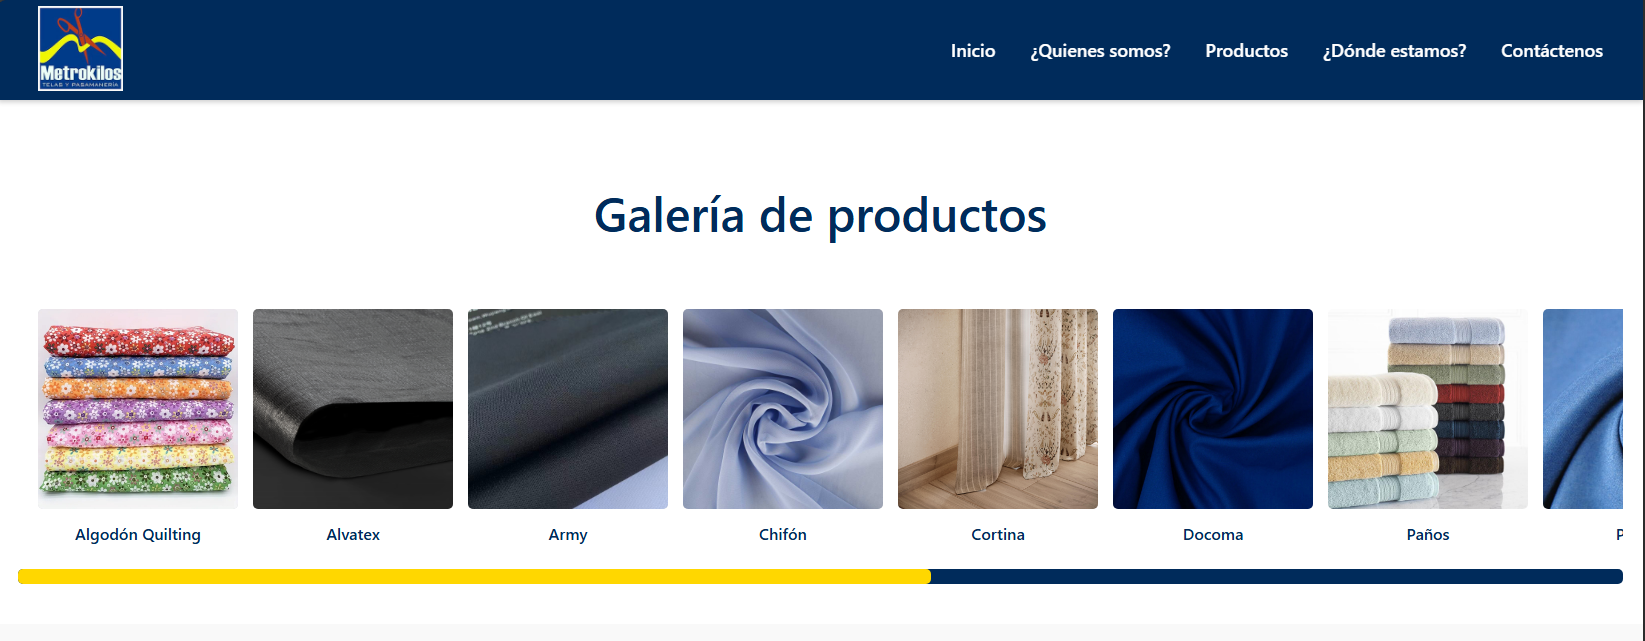 Metrokilos
TELAS Y PASAMANERÍA
Inicio
¿Quienes somos?
Productos
¿Dónde estamos?
Contáctenos
Galería de productos
Algodón Quilting
Alvatex
Army
Chifón
Cortina
Docoma
Paños